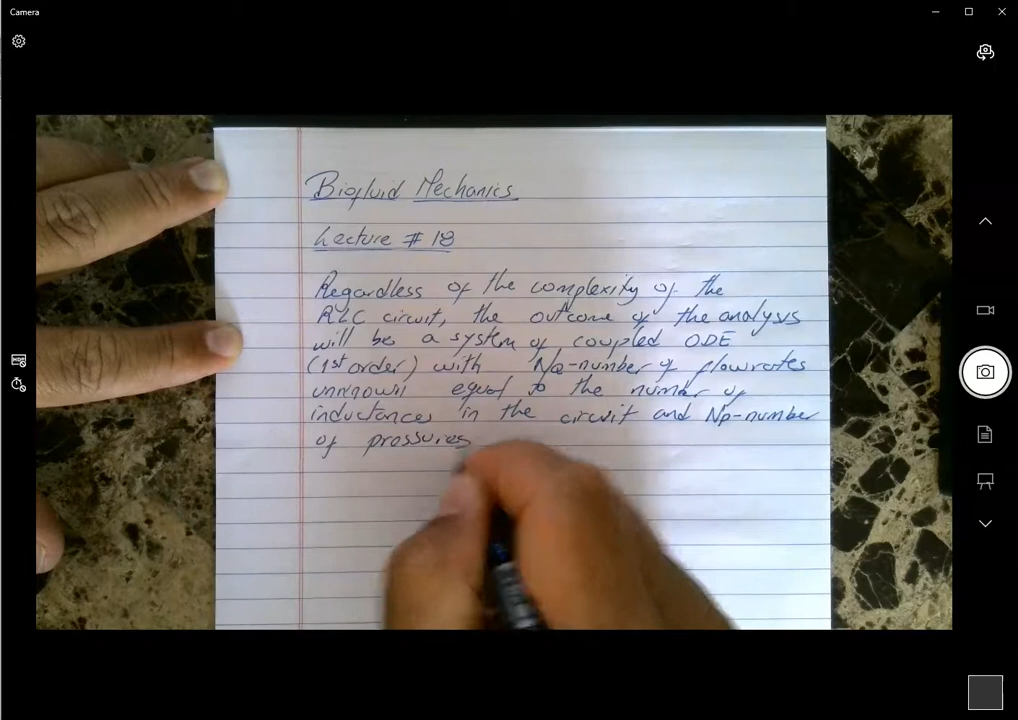 Camera
Biofluid Mechanics
Lecture # 18
Regardless of the complexity of the
RLC circuit, the outcome of the analysis
will be a system of coupled ODE
(1st order) with NQ-number of flowrates
unknown equal to the numer of
inductances in the circuit and Np-number
of pressures